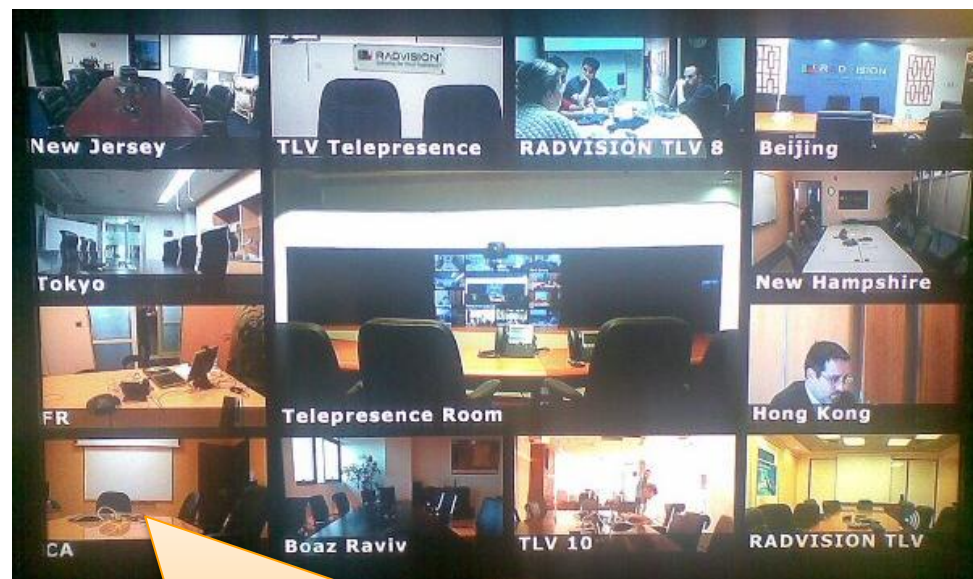 RADVISION
RADVISION
New Jersey
TLV Telepresence
RADVISION TLV 8
Beijing
Tokyo
New Hampshire
FR
Telepresence Room
Hong Kong
CA
Boaz Raviv
TLV 10
RADVISION TLV